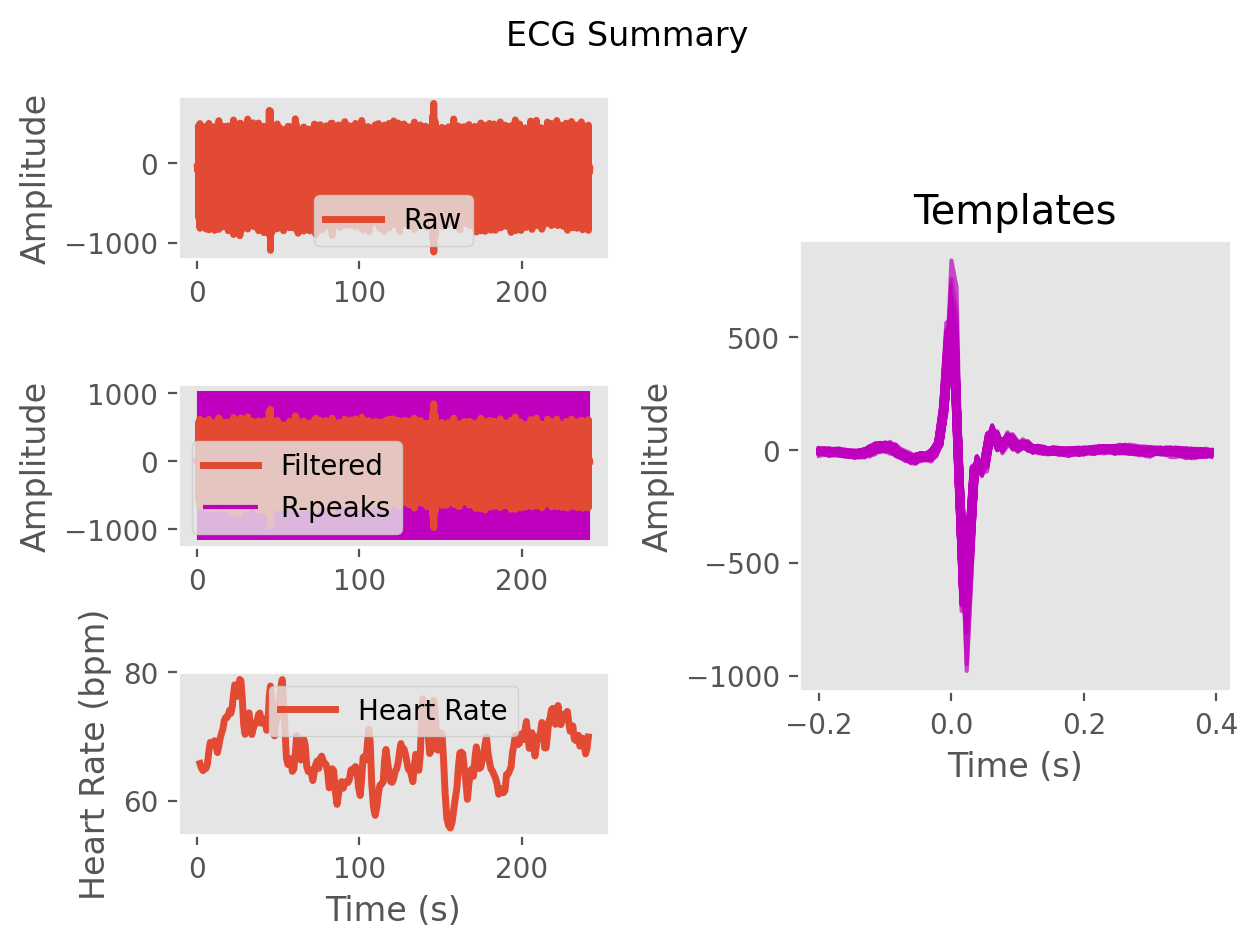 ECG Summary
Amplitude
0
−1000
Raw
0 100 200
Amplitude
1000
0
−1000
Filtered
R-peaks
0 100 200
Heart Rate (bpm)
80
60
Heart Rate
0 100 200
Time (s)
Templates
Amplitude
500
0
−500
−1000
−0.2 0.0 0.2 0.4
Time (s)